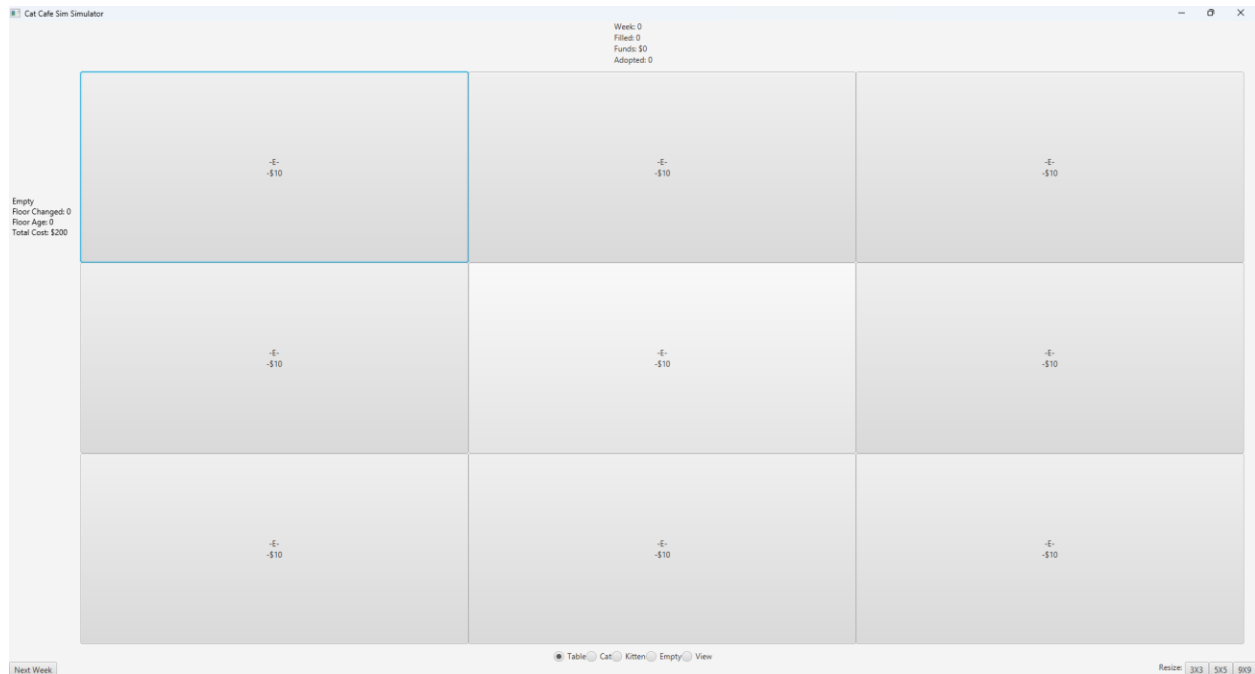 Cat Cafe Sim Simulator
Week: 0
Filled: 0
Funds: $0
Adopted: 0
-E-
-$10
-E-
-$10
-E-
-$10
Empty
Floor Changed: 0
Floor Age: 0
Total Cost: $200
-E-
-$10
-E-
-$10
-E-
-$10
-E-
-$10
-E-
-$10
-E-
-$10
Table Cat Kitten Empty View
Next Week
Resize: 3X3 5X5 9X9